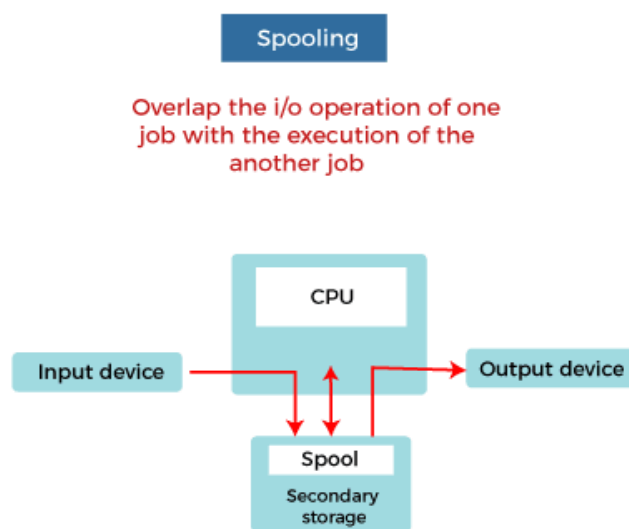 Spooling
Overlap the i/o operation of one
job with the execution of the
another job
CPU
Input device
Output device
Spool
Secondary
storage